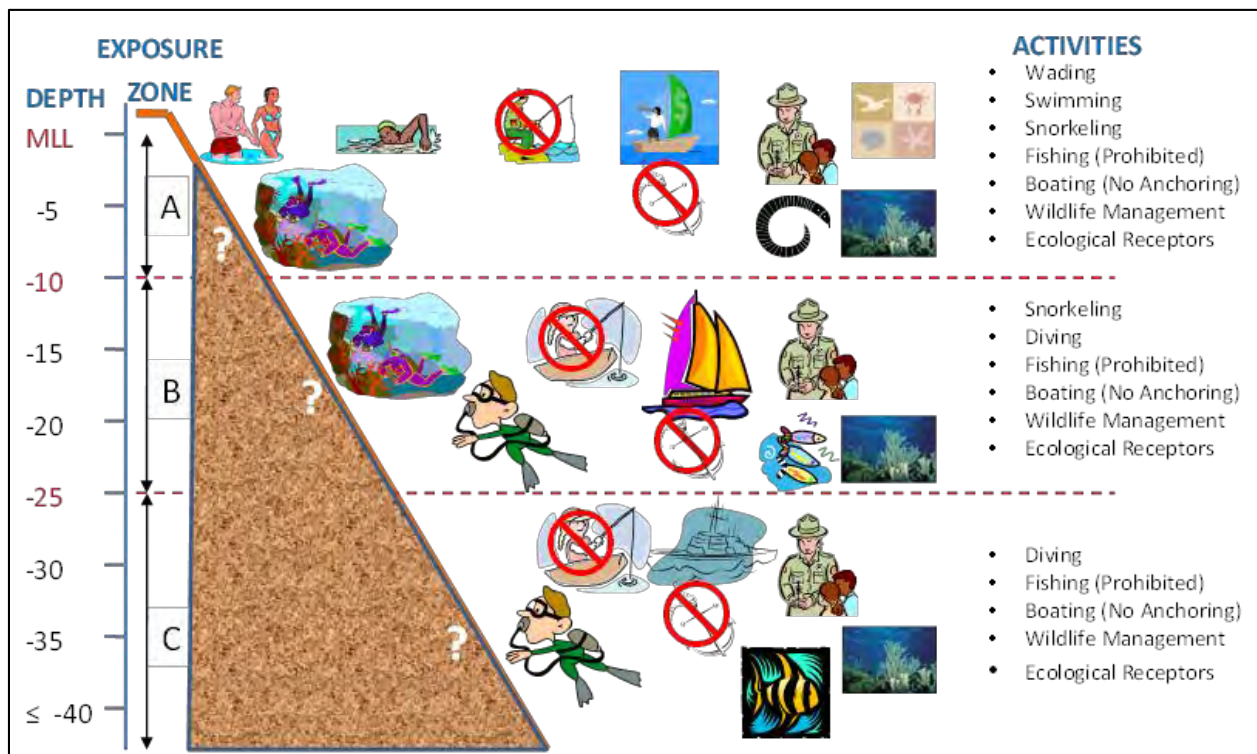 EXPOSURE
ZONE
DEPTH
MLL
-5
-10
-15
-20
-25
-30
-35
≤ -40
A
B
C
?
?
?
ACTIVITIES
• Wading
• Swimming
• Snorkeling
• Fishing (Prohibited)
• Boating (No Anchoring)
• Wildlife Management
• Ecological Receptors
• Snorkeling
• Diving
• Fishing (Prohibited)
• Boating (No Anchoring)
• Wildlife Management
• Ecological Receptors
• Diving
• Fishing (Prohibited)
• Boating (No Anchoring)
• Wildlife Management
• Ecological Receptors